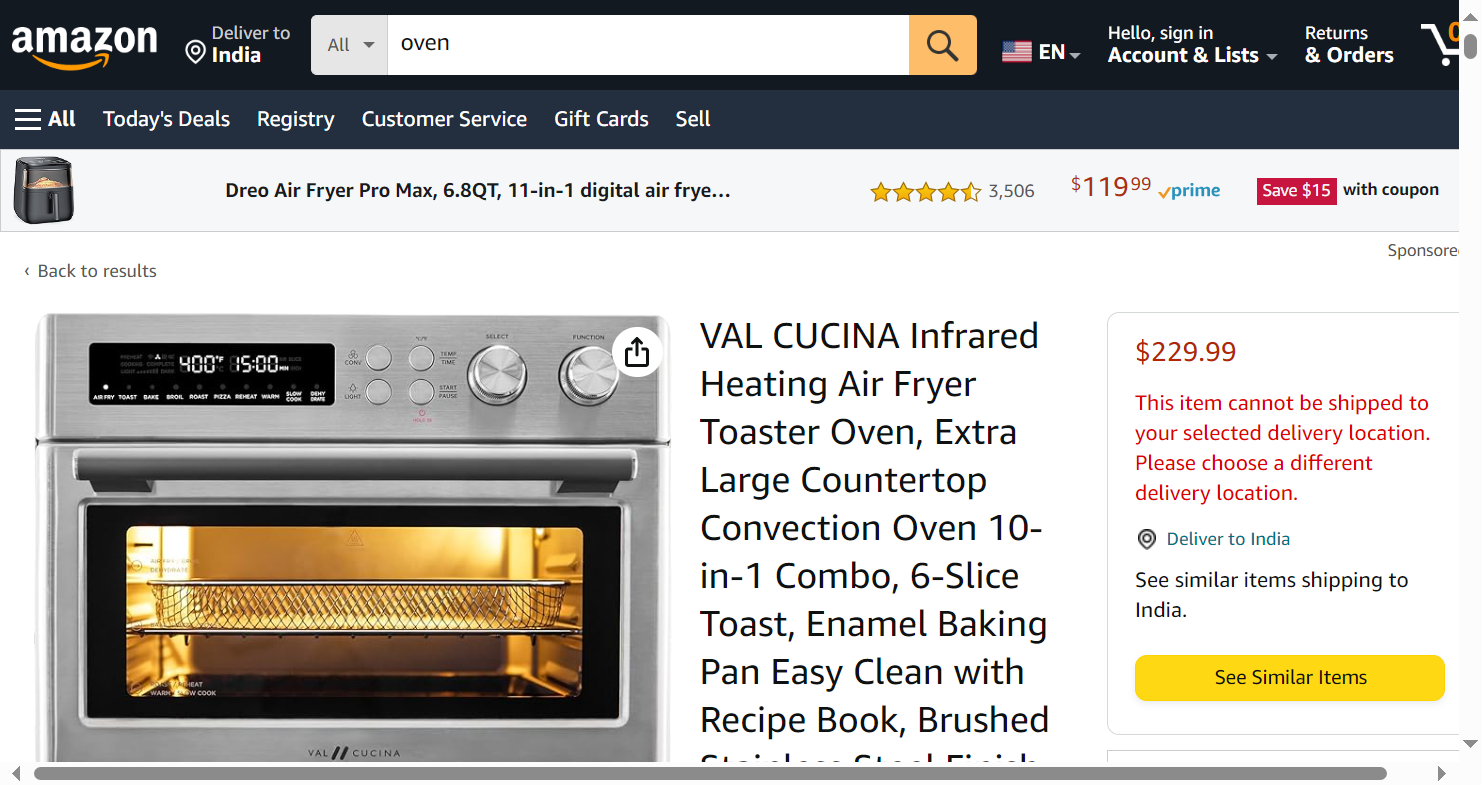 amazon
Deliver to
India
All
oven
EN
Hello, sign in
Account & Lists
Returns
& Orders
0
All
Today's Deals
Registry
Customer Service
Gift Cards
Sell
Dreo Air Fryer Pro Max, 6.8QT, 11-in-1 digital air frye...
3,506
$119.99
prime
Save $15
with coupon
Sponsore
‹ Back to results
400°F 15:00 MIN
AIR FRY TOAST BAKE BROIL ROAST PIZZA REHEAT WARM SLOW COOK DEHYDRATE
CONV
°C/°F
TEMP
TIME
LIGHT
START
PAUSE
SELECT
FUNCTION
VAL CUCINA
VAL CUCINA Infrared
Heating Air Fryer
Toaster Oven, Extra
Large Countertop
Convection Oven 10-
in-1 Combo, 6-Slice
Toast, Enamel Baking
Pan Easy Clean with
Recipe Book, Brushed
Stainless Steel Finish
$229.99
This item cannot be shipped to
your selected delivery location.
Please choose a different
delivery location.
Deliver to India
See similar items shipping to
India.
See Similar Items